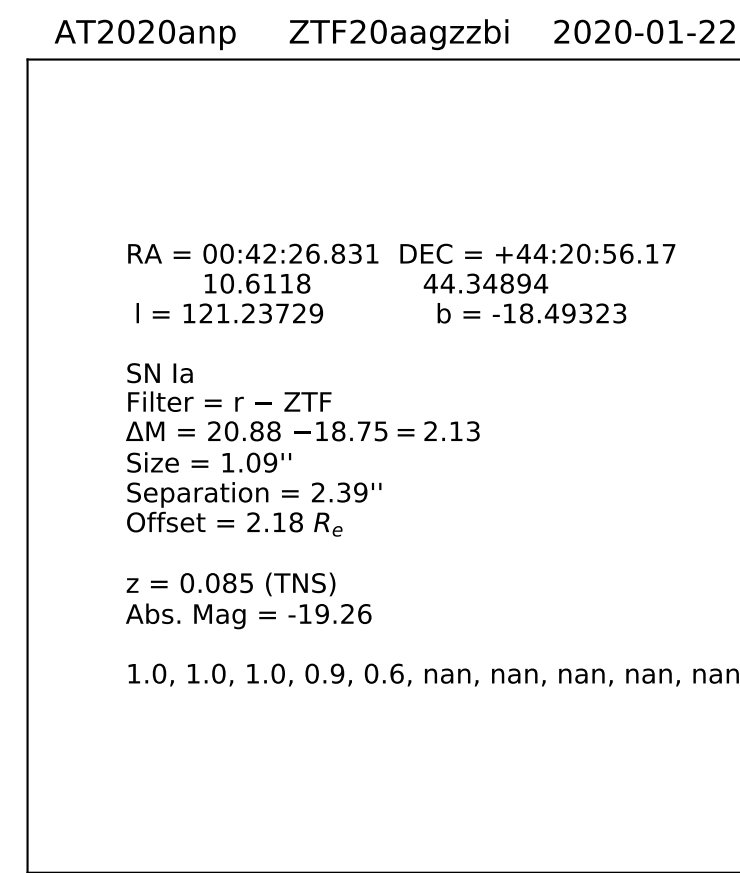 AT2020anp ZTF20aagzzbi 2020-01-22
RA = 00:42:26.831 DEC = +44:20:56.17
10.6118 44.34894
l = 121.23729 b = -18.49323
SN Ia
Filter = r − ZTF
ΔM = 20.88 −18.75 = 2.13
Size = 1.09''
Separation = 2.39''
Offset = 2.18 Re
z = 0.085 (TNS)
Abs. Mag = -19.26
1.0, 1.0, 1.0, 0.9, 0.6, nan, nan, nan, nan, nan